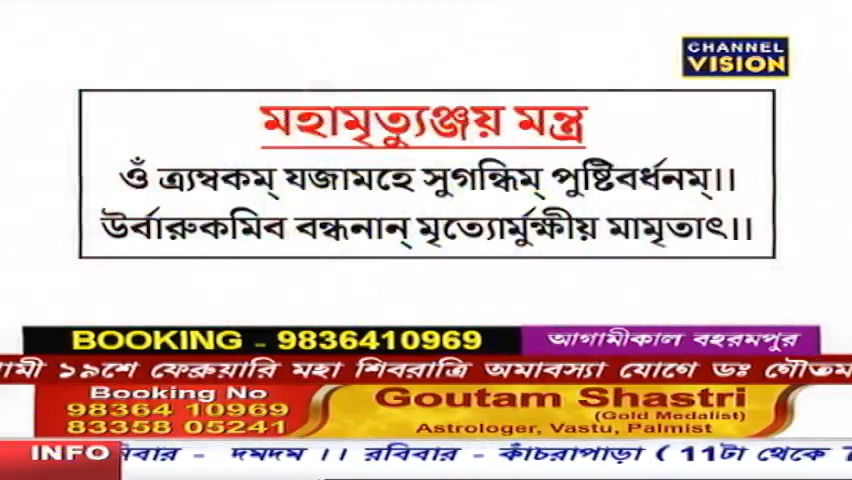 CHANNEL
VISION
মহামৃত্যুঞ্জয় মন্ত্র
ওঁ ত্র্যম্বকম্ যজামহে সুগন্ধিম্ পুষ্টিবর্ধনম্।।
উর্বারুকমিব বন্ধনান্ মৃত্যোর্মুক্ষীয় মামৃতাৎ।।
BOOKING - 9836410969
আগামীকাল বহরমপুর
১৯শে ফেব্রুয়ারি মহা শিবরাত্রি অমাবস্যা যোগে ডঃ গৌতম
Booking No
98364 10969
83358 05241
Goutam Shastri
(Gold Medalist)
Astrologer, Vastu, Palmist
INFO
- দমদম ।। রবিবার - কাঁচরাপাড়া ( 11টা থেকে